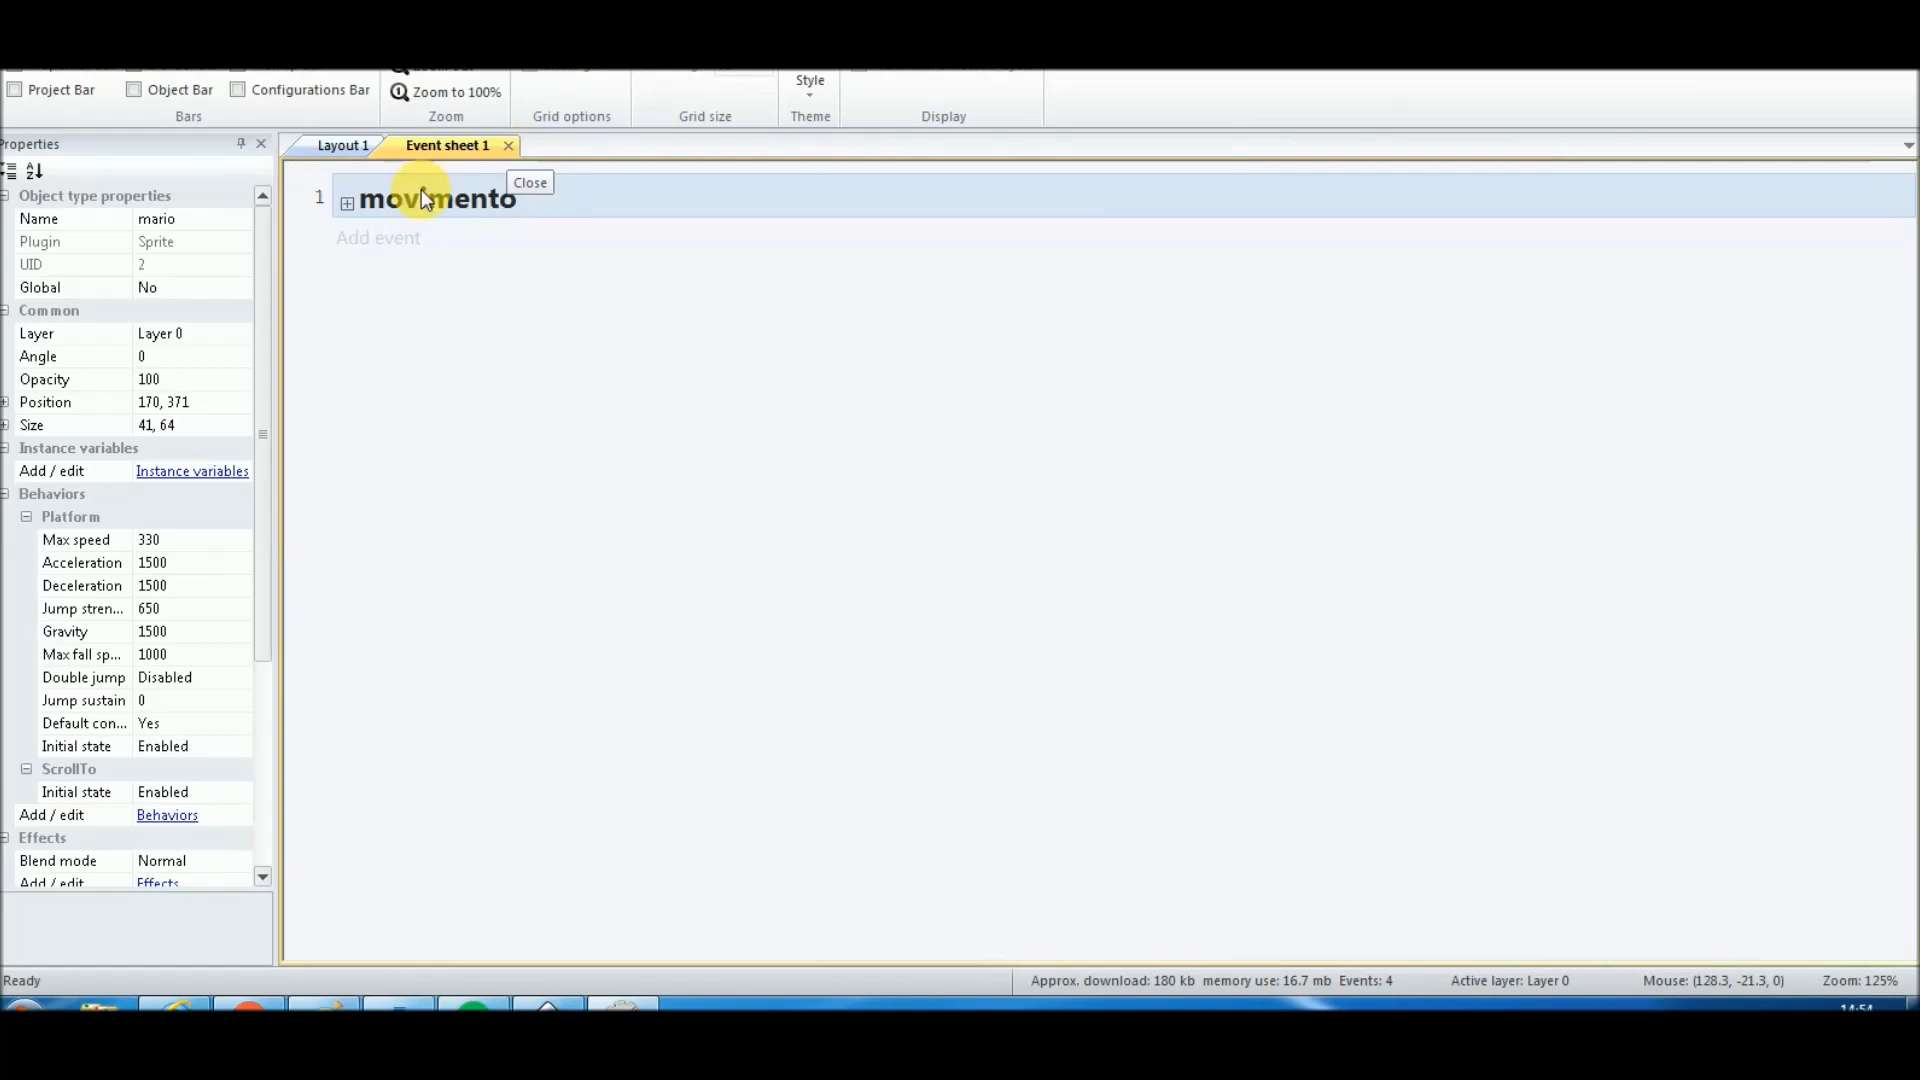 Project Bar Object Bar Configurations Bar Zoom to 100% Style
Bars Zoom Grid options Grid size Theme Display
Properties
Layout 1 Event sheet 1
Close
1 movimento
Add event
Object type properties
Name mario
Plugin Sprite
UID 2
Global No
Common
Layer Layer 0
Angle 0
Opacity 100
Position 170, 371
Size 41, 64
Instance variables
Add / edit Instance variables
Behaviors
Platform
Max speed 330
Acceleration 1500
Deceleration 1500
Jump stren... 650
Gravity 1500
Max fall sp... 1000
Double jump Disabled
Jump sustain 0
Default con... Yes
Initial state Enabled
ScrollTo
Initial state Enabled
Add / edit Behaviors
Effects
Blend mode Normal
Add / edit Effects
Ready Approx. download: 180 kb memory use: 16.7 mb Events: 4 Active layer: Layer 0 Mouse: (128.3, -21.3, 0) Zoom: 125%
14:54